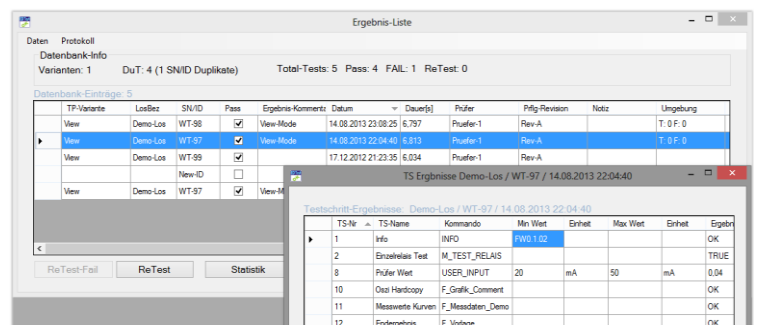 Ergebnis-Liste
Daten Protokoll
Datenbank-Info
Varianten: 1 DuT: 4 (1 SN/ID Duplikate) Total-Tests: 5 Pass: 4 FAIL: 1 ReTest: 0
Datenbank-Einträge: 5
TP-Variante LosBez SN/ID Pass Ergebnis-Kommenta Datum Dauer[s] Prüfer Prflg-Revision Notiz Umgebung
View Demo-Los WT-98 View-Mode 14.08.2013 23:08:25 6,797 Pruefer-1 Rev-A T: 0 F: 0
View Demo-Los WT-97 View-Mode 14.08.2013 22:04:40 6,813 Pruefer-1 Rev-A T: 0 F: 0
View Demo-Los WT-99 View-Mode 17.12.2012 21:23:35 6,034 Pruefer-1 Rev-A
New-ID
View Demo-Los WT-97 View-M
ReTest-Fail ReTest Statistik
TS Ergbnisse Demo-Los / WT-97 / 14.08.2013 22:04:40
Testschritt-Ergebnisse: Demo-Los / WT-97 / 14.08.2013 22:04:40
TS-Nr TS-Name Kommando Min Wert Einheit Max Wert Einheit Ergebn
1 Info INFO FW0.1.02 OK
2 Einzelrelais Test M_TEST_RELAIS TRUE
8 Prüfer Wert USER_INPUT 20 mA 50 mA 0,04
10 Oszi Hardcopy F_Grafik_Comment OK
11 Messwerte Kurven F_Messdaten_Demo OK
12 Endergebnis F_Vorlage OK